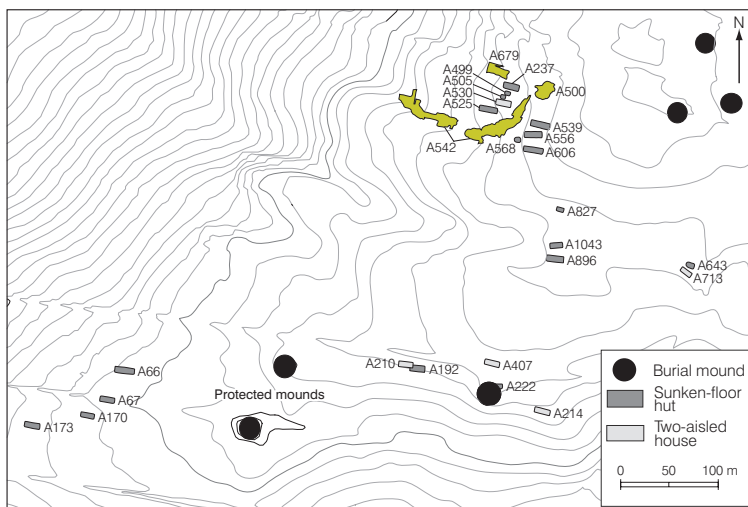 N
A679
A499
A237
A505
A530
A500
A525
A539
A556
A542
A568
A606
A827
A1043
A896
A643
A713
A66
A210
A192
A407
A67
Protected mounds
A222
A170
A214
A173
Burial mound
Sunken-floor
hut
Two-aisled
house
0 50 100 m